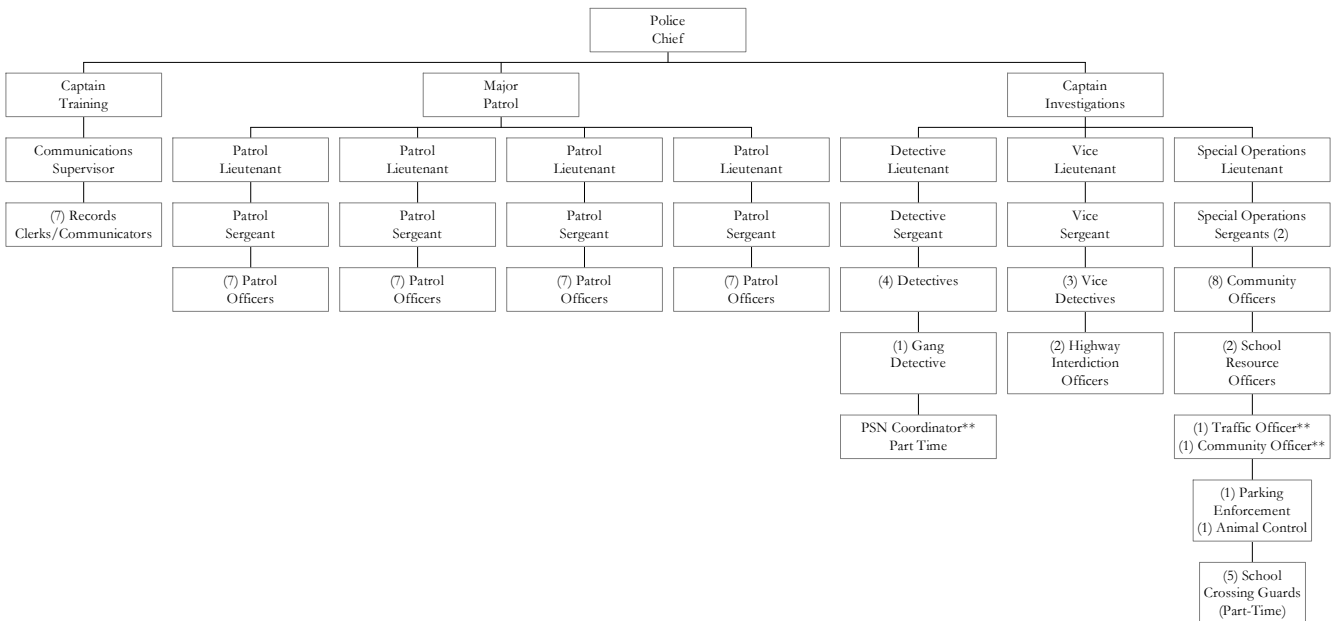 Police
Chief
Captain
Training
Major
Patrol
Captain
Investigations
Communications
Supervisor
Patrol
Lieutenant
Patrol
Lieutenant
Patrol
Lieutenant
Patrol
Lieutenant
Detective
Lieutenant
Vice
Lieutenant
Special Operations
Lieutenant
(7) Records
Clerks/Communicators
Patrol
Sergeant
Patrol
Sergeant
Patrol
Sergeant
Patrol
Sergeant
Detective
Sergeant
Vice
Sergeant
Special Operations
Sergeants (2)
(7) Patrol
Officers
(7) Patrol
Officers
(7) Patrol
Officers
(7) Patrol
Officers
(4) Detectives
(3) Vice
Detectives
(8) Community
Officers
(1) Gang
Detective
(2) Highway
Interdiction
Officers
(2) School
Resource
Officers
PSN Coordinator**
Part Time
(1) Traffic Officer**
(1) Community Officer**
(1) Parking
Enforcement
(1) Animal Control
(5) School
Crossing Guards
(Part-Time)